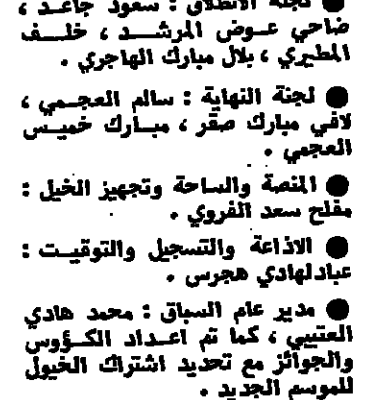 ● لجنة الانطلاق : سعود جاعد ،
ضاحي عوض المرشد ، خلف
المطيري ، بلال مبارك الهاجري .
● لجنة النهاية : سالم العجمي ،
لافي مبارك صقر ، مبارك خميس
العجمي .
● المنصة والساحة وتجهيز الخيل :
مفلح سعد الفروي .
● الاذاعة والتسجيل والتوقيت :
عبادلهادي هجرس .
● مدير عام السباق : محمد هادي
العتيبي ، كما تم اعداد الكؤوس
والجوائز مع تحديد اشتراك الخيول
للموسم الجديد .